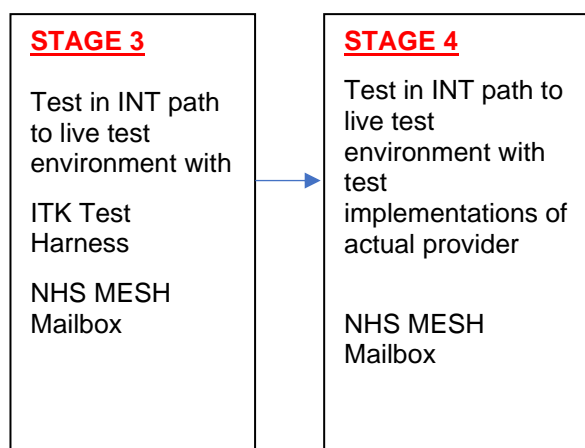 STAGE 3
Test in INT path
to live test
environment with
ITK Test
Harness
NHS MESH
Mailbox
STAGE 4
Test in INT path to
live test
environment with
test
implementations of
actual provider
NHS MESH
Mailbox